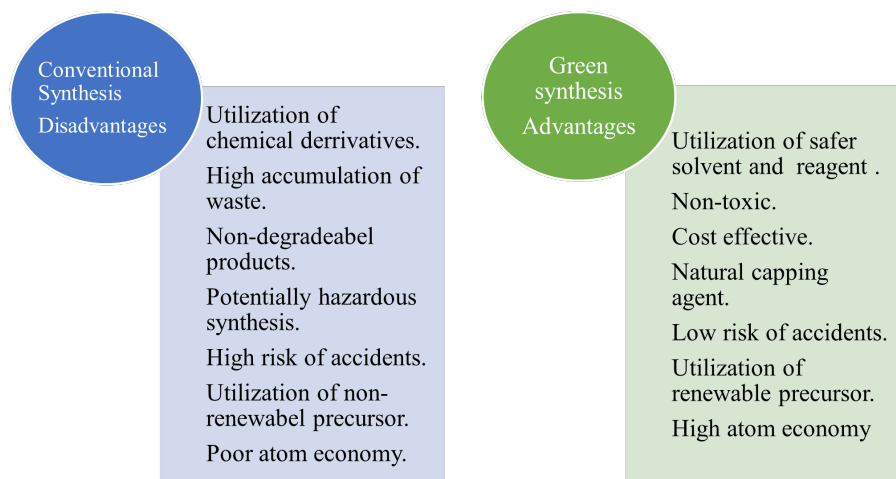 Conventional
Synthesis
Disadvantages
Utilization of
chemical derrivatives.
High accumulation of
waste.
Non-degradeabel
products.
Potentially hazardous
synthesis.
High risk of accidents.
Utilization of non-
renewabel precursor.
Poor atom economy.
Green
synthesis
Advantages
Utilization of safer
solvent and reagent .
Non-toxic.
Cost effective.
Natural capping
agent.
Low risk of accidents.
Utilization of
renewable precursor.
High atom economy